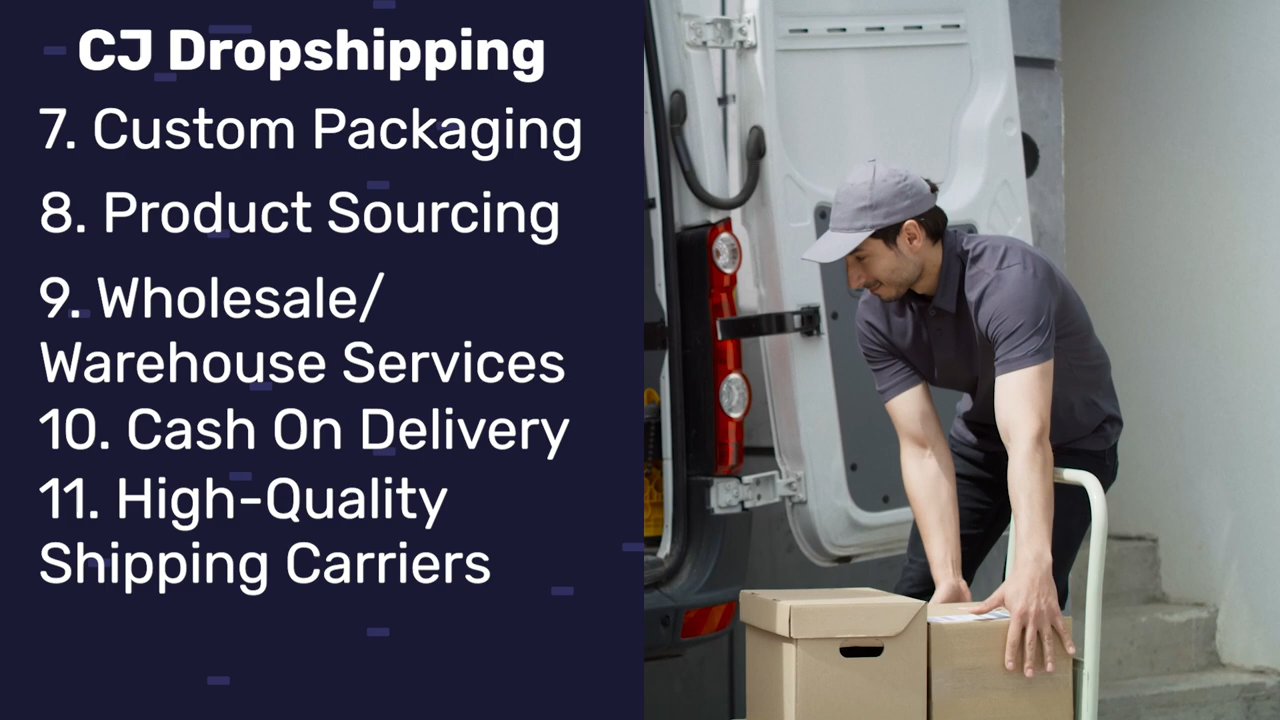 CJ Dropshipping
7. Custom Packaging
8. Product Sourcing
9. Wholesale/
Warehouse Services
10. Cash On Delivery
11. High-Quality
Shipping Carriers